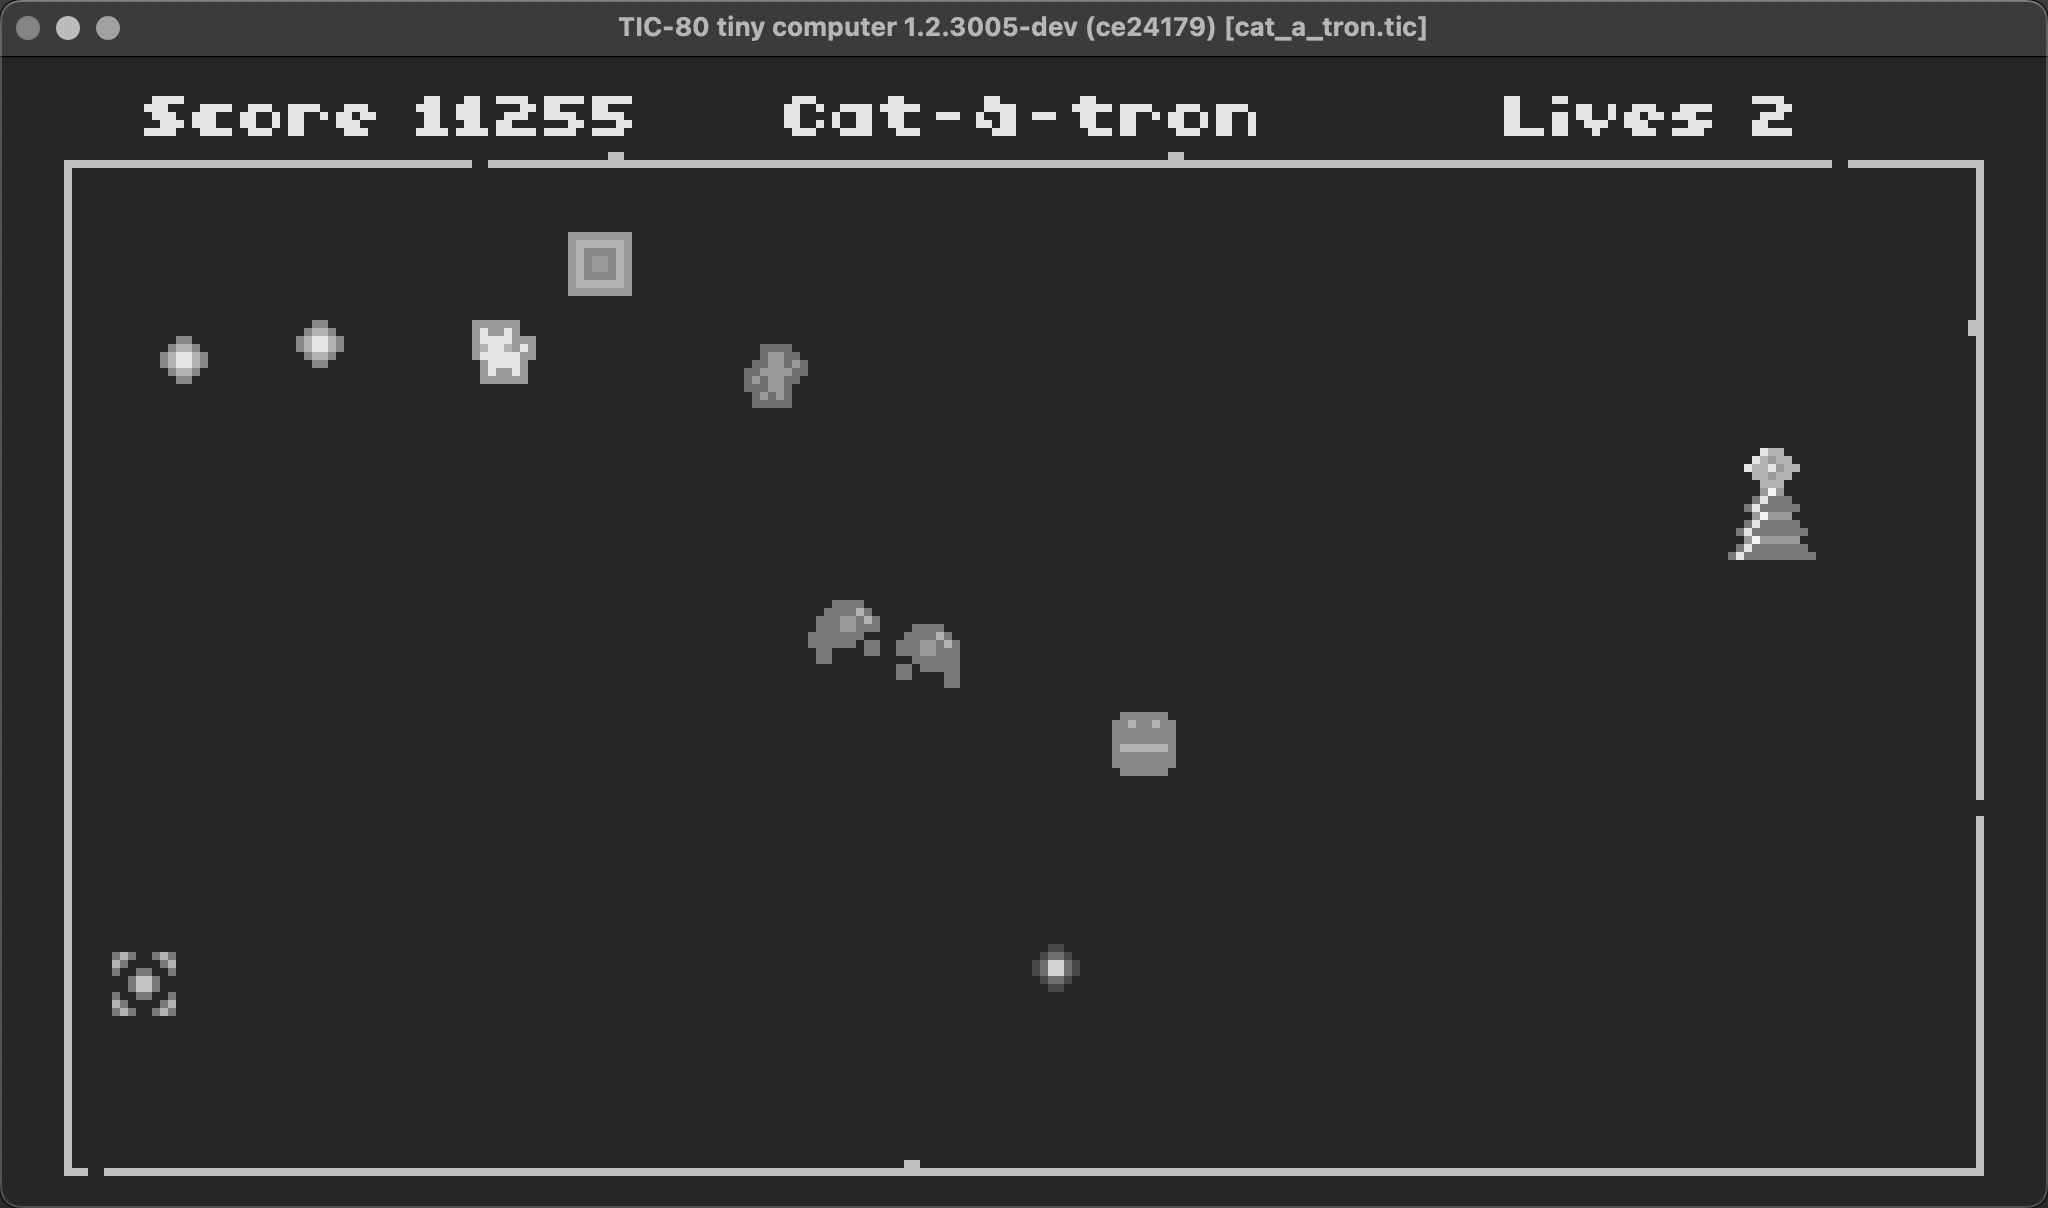 TIC-80 tiny computer 1.2.3005-dev (ce24179) [cat_a_tron.tic]
Score 11255 Cat-a-tron Lives 2